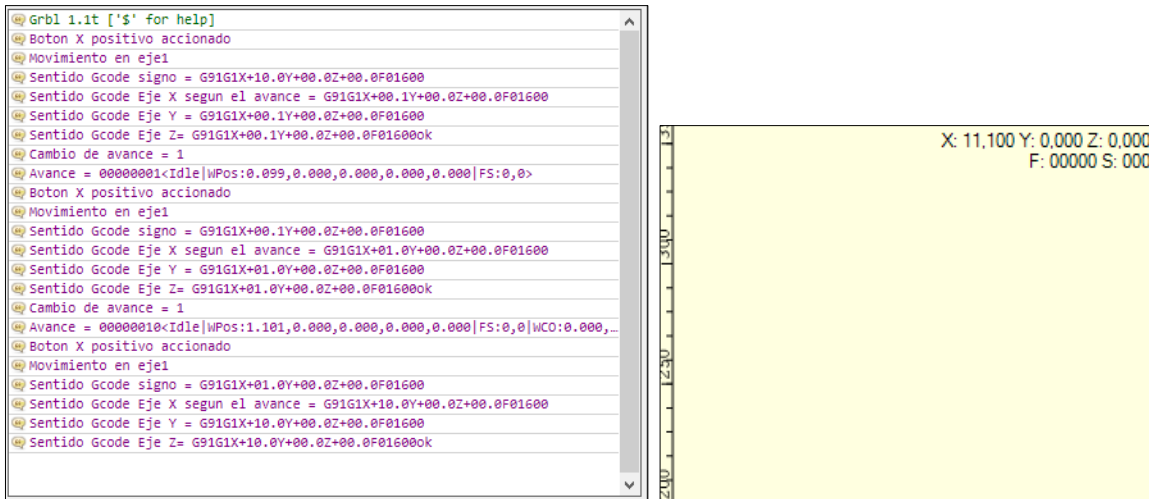 Grbl 1.1t ['$' for help]
Boton X positivo accionado
Movimiento en eje1
Sentido Gcode signo = G91G1X+10.0Y+00.0Z+00.0F01600
Sentido Gcode Eje X segun el avance = G91G1X+00.1Y+00.0Z+00.0F01600
Sentido Gcode Eje Y = G91G1X+00.1Y+00.0Z+00.0F01600
Sentido Gcode Eje Z= G91G1X+00.1Y+00.0Z+00.0F01600ok
Cambio de avance = 1
Avance = 00000001<Idle|WPos:0.099,0.000,0.000,0.000,0.000|FS:0,0>
Boton X positivo accionado
Movimiento en eje1
Sentido Gcode signo = G91G1X+00.1Y+00.0Z+00.0F01600
Sentido Gcode Eje X segun el avance = G91G1X+01.0Y+00.0Z+00.0F01600
Sentido Gcode Eje Y = G91G1X+01.0Y+00.0Z+00.0F01600
Sentido Gcode Eje Z= G91G1X+01.0Y+00.0Z+00.0F01600ok
Cambio de avance = 1
Avance = 00000010<Idle|WPos:1.101,0.000,0.000,0.000,0.000|FS:0,0|WCO:0.000,…
Boton X positivo accionado
Movimiento en eje1
Sentido Gcode signo = G91G1X+01.0Y+00.0Z+00.0F01600
Sentido Gcode Eje X segun el avance = G91G1X+10.0Y+00.0Z+00.0F01600
Sentido Gcode Eje Y = G91G1X+10.0Y+00.0Z+00.0F01600
Sentido Gcode Eje Z= G91G1X+10.0Y+00.0Z+00.0F01600ok
X: 11,100 Y: 0,000 Z: 0,000
F: 00000 S: 000
300
250
200